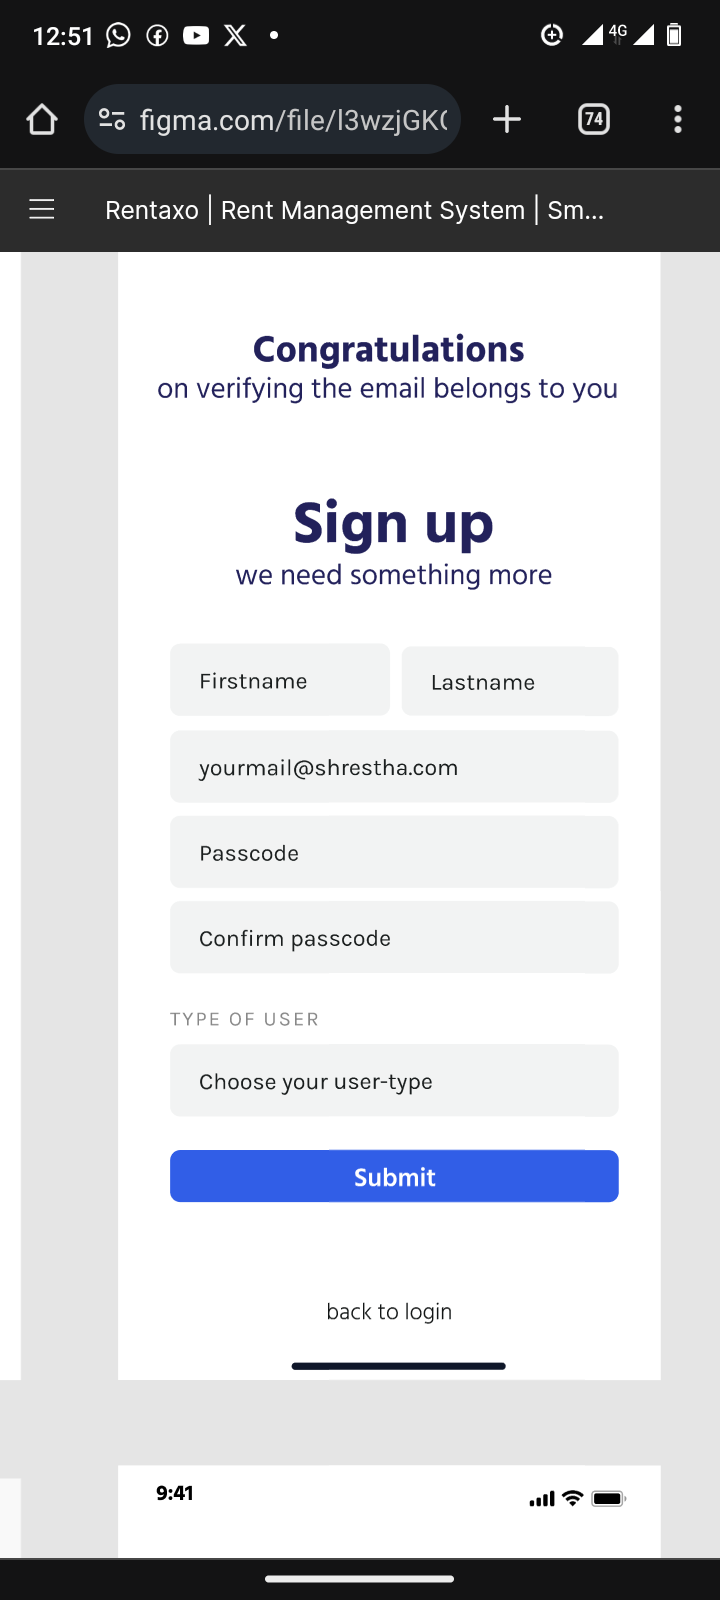 12:51
4G
figma.com/file/l3wzjGK
74
Rentaxo | Rent Management System | Sm...
Congratulations
on verifying the email belongs to you
Sign up
we need something more
Firstname
Lastname
yourmail@shrestha.com
Passcode
Confirm passcode
TYPE OF USER
Choose your user-type
Submit
back to login
9:41